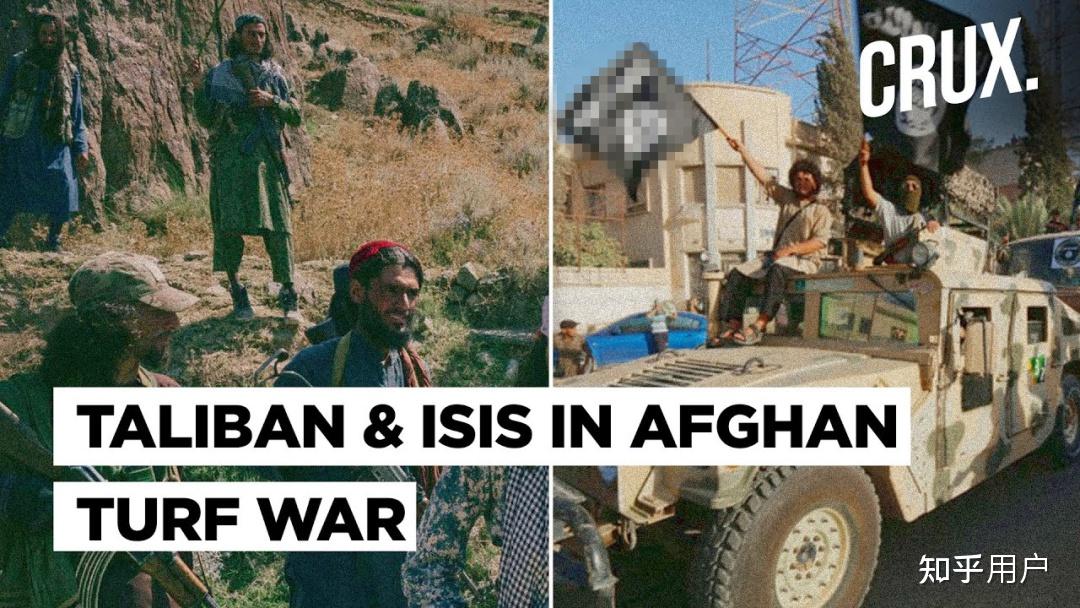 CRUX.
TALIBAN & ISIS IN AFGHAN
TURF WAR
知乎用户